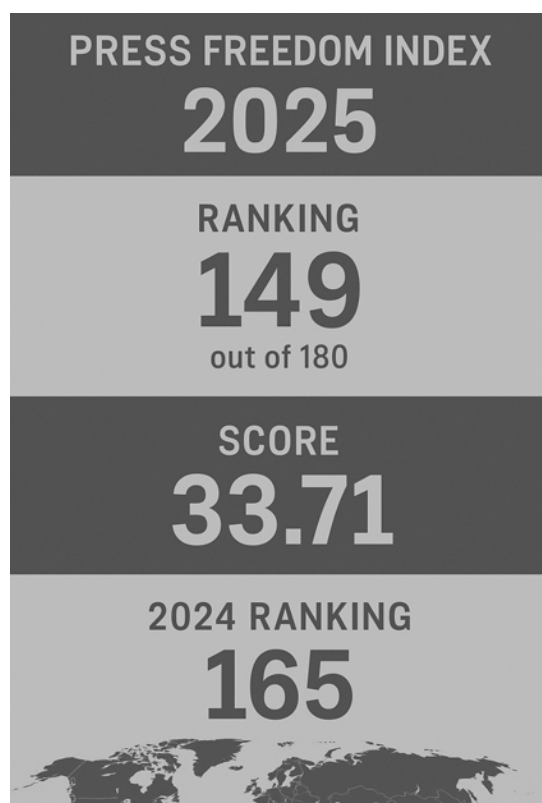 PRESS FREEDOM INDEX
2025
RANKING
149
out of 180
SCORE
33.71
2024 RANKING
165